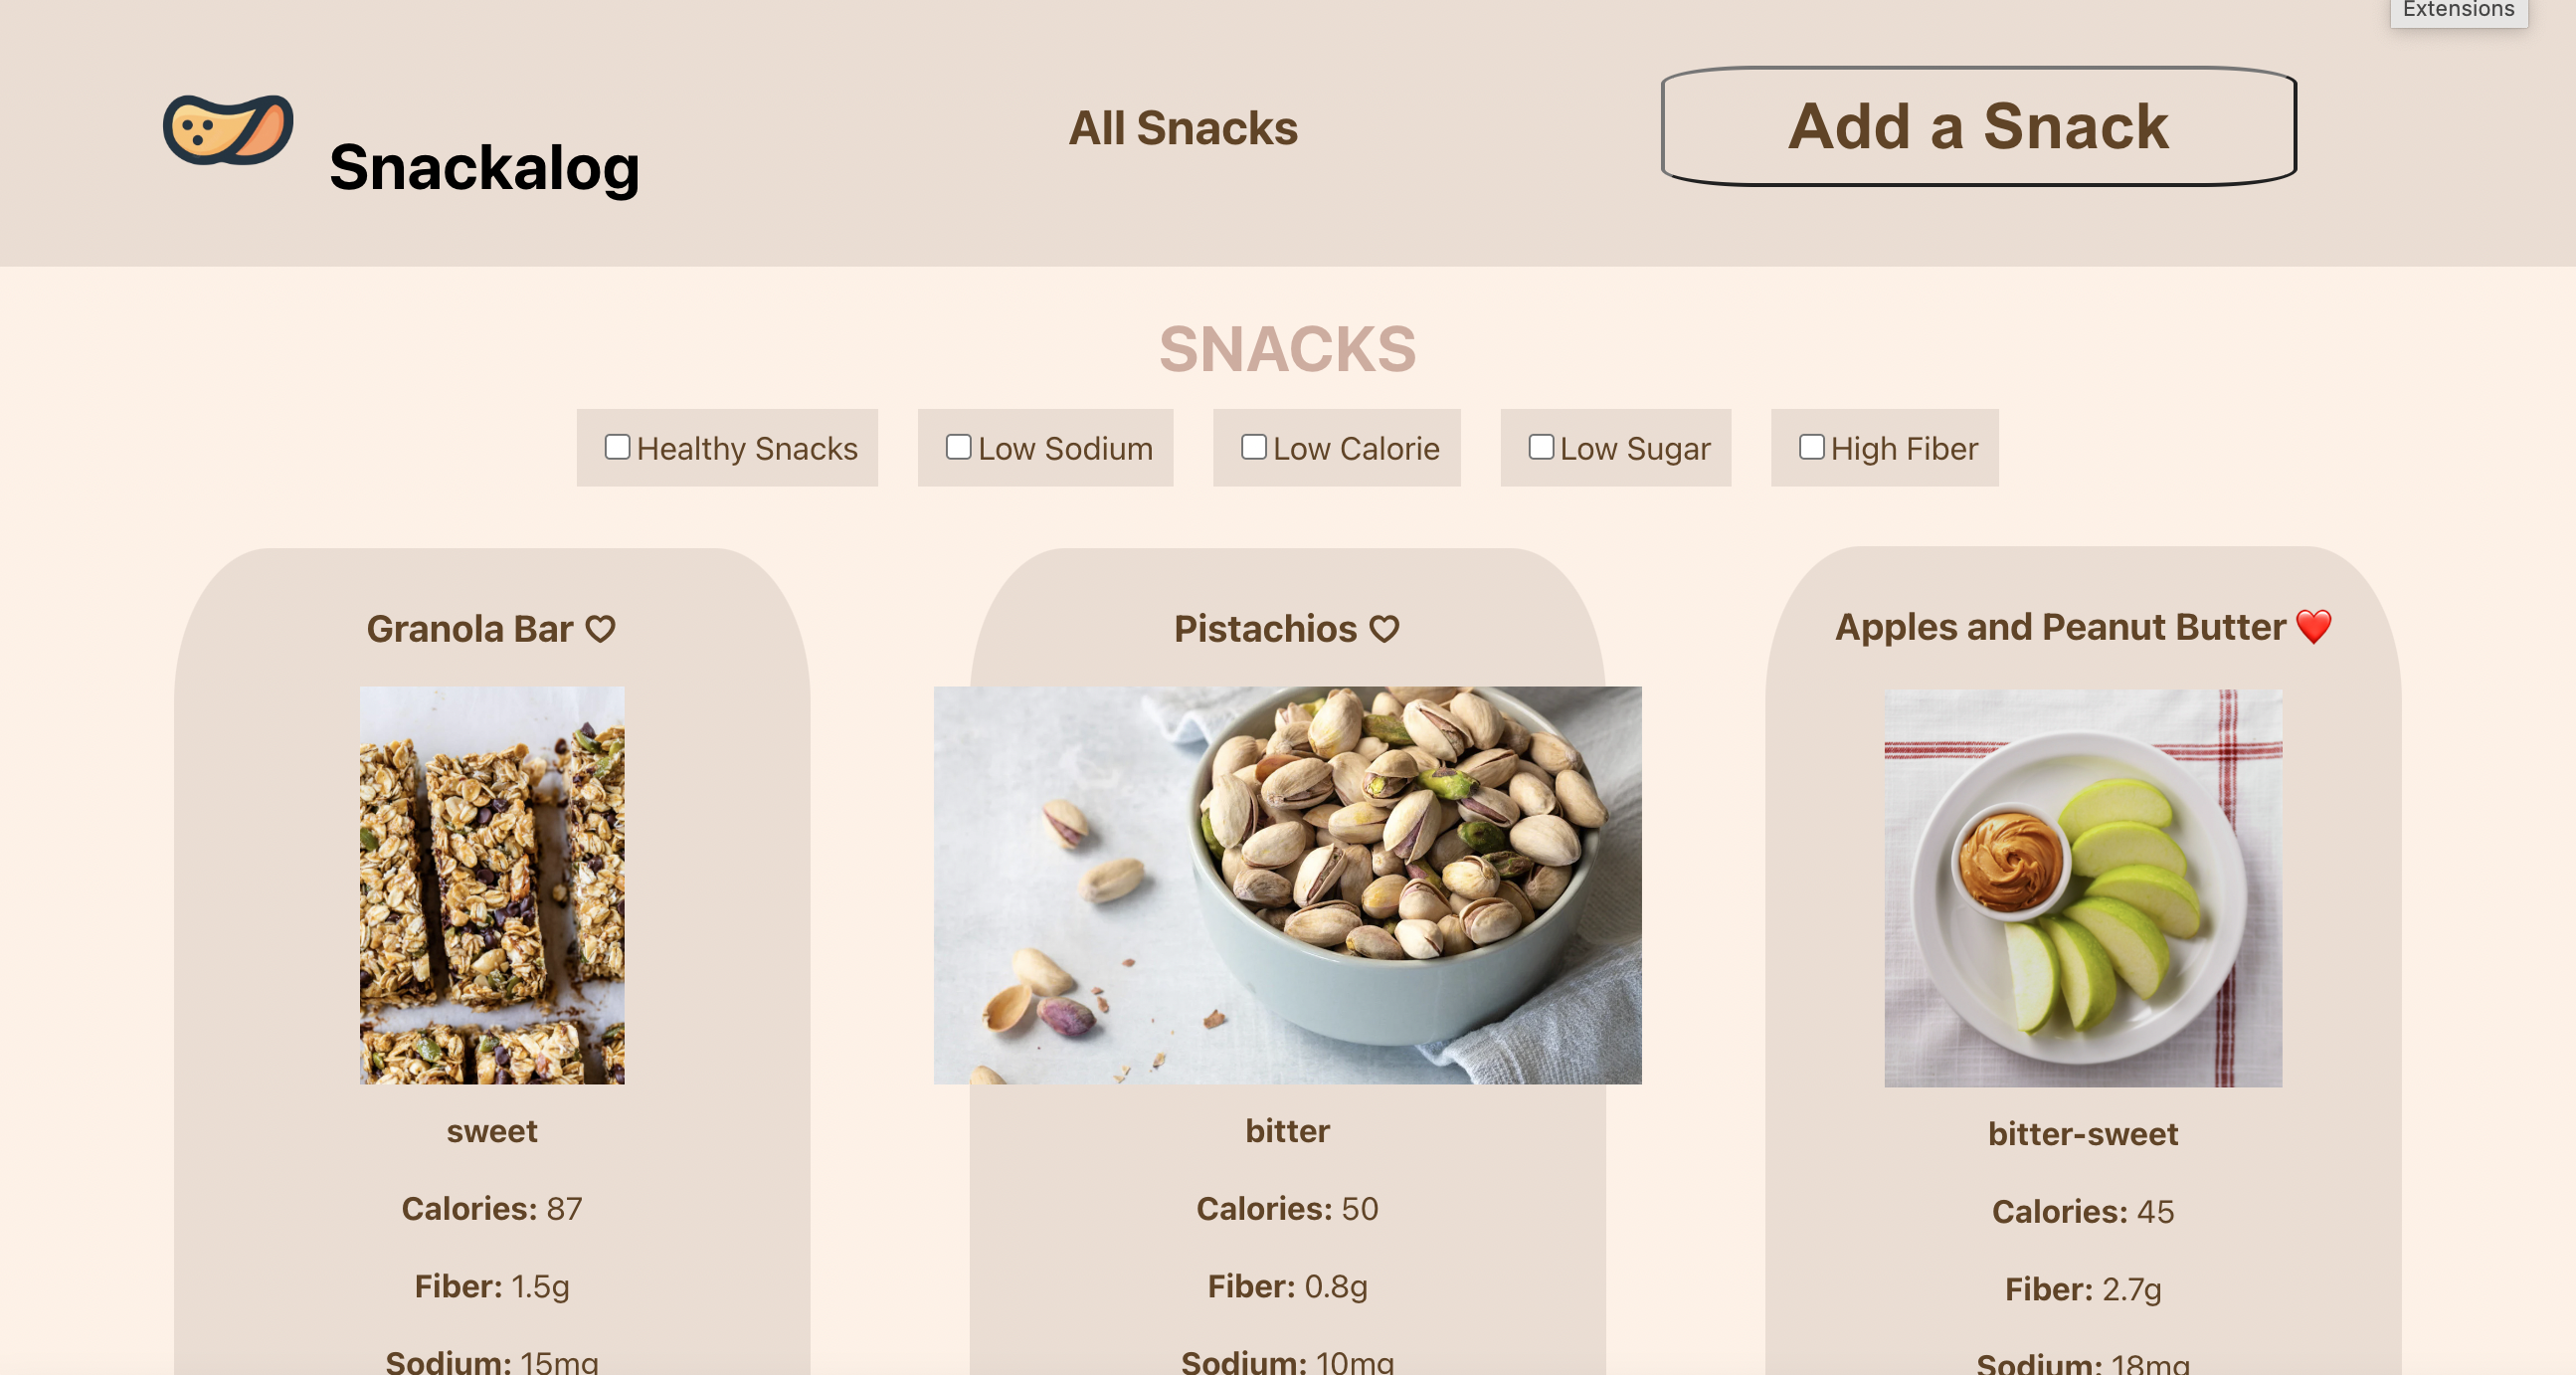 Extensions
Snackalog
All Snacks
Add a Snack
SNACKS
Healthy Snacks
Low Sodium
Low Calorie
Low Sugar
High Fiber
Granola Bar ♡
sweet
Calories: 87
Fiber: 1.5g
Sodium: 15mg
Pistachios ♡
bitter
Calories: 50
Fiber: 0.8g
Sodium: 10mg
Apples and Peanut Butter ❤️
bitter-sweet
Calories: 45
Fiber: 2.7g
Sodium: 18mg